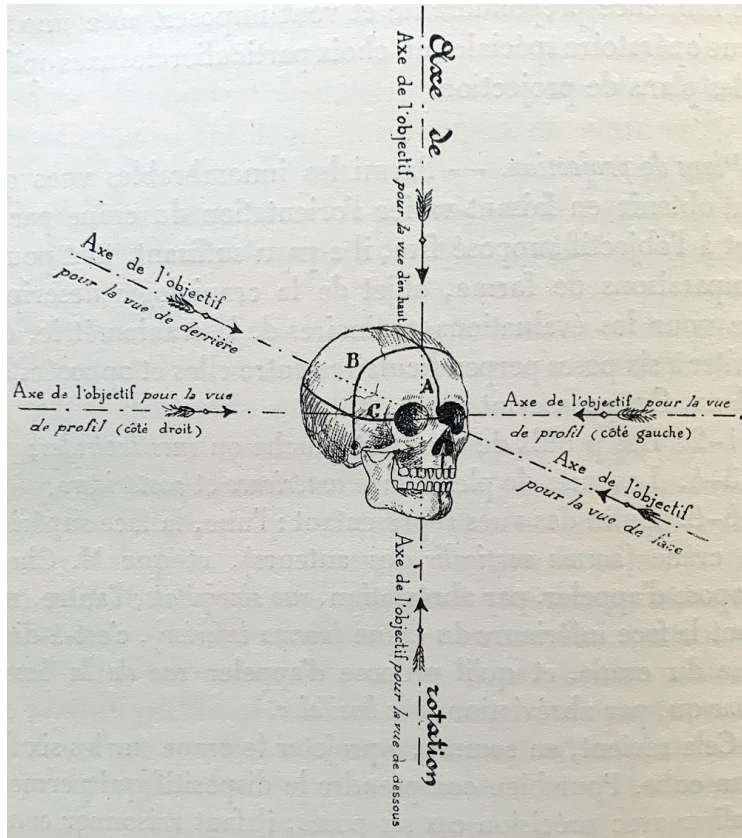 Axe de
Axe de l'objectif pour la vue d'en haut
Axe de l'objectif
pour la vue de derrière
B
A
C
Axe de l'objectif pour la vue
de profil (côté droit)
Axe de l'objectif pour la vue
de profil (côté gauche)
Axe de l'objectif
pour la vue de face
Axe de l'objectif pour la vue de dessous
rotation